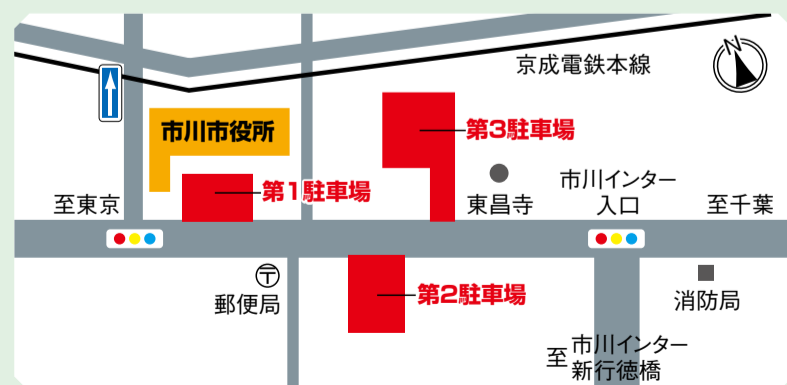 京成電鉄本線
N
市川市役所
第3駐車場
第1駐車場
至東京
東昌寺
市川インター
入口
至千葉
〒
郵便局
第2駐車場
消防局
至 市川インター
新行徳橋